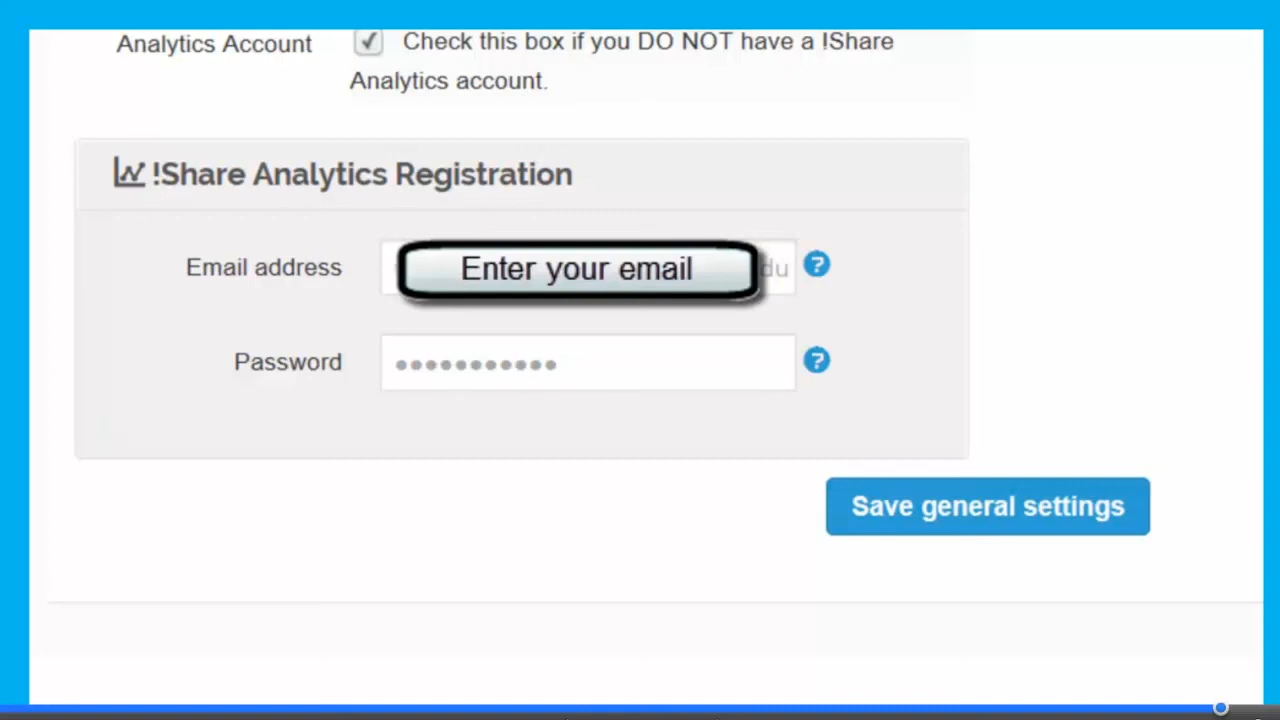 Analytics Account
Check this box if you DO NOT have a !Share
Analytics account.
!Share Analytics Registration
Email address
Enter your email
du
?
Password
•••••••••••
?
Save general settings